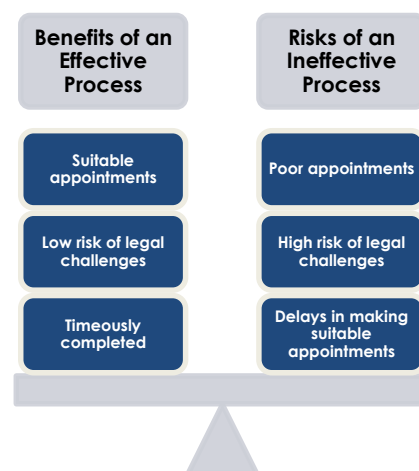 Benefits of an
Effective
Process
Suitable
appointments
Low risk of legal
challenges
Timeously
completed
Risks of an
Ineffective
Process
Poor appointments
High risk of legal
challenges
Delays in making
suitable
appointments